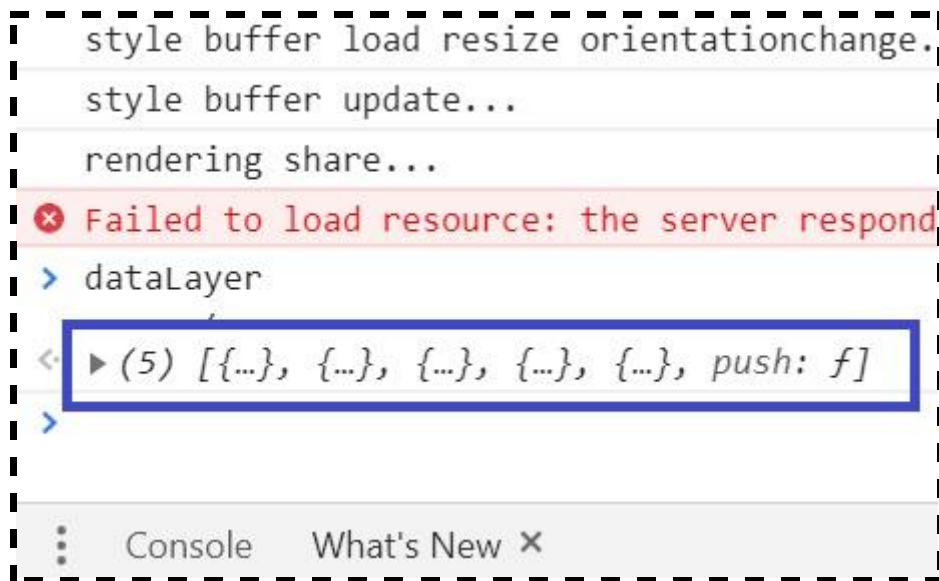 style buffer load resize orientationchange.
style buffer update...
rendering share...
Failed to load resource: the server respond
> dataLayer
▶ (5) [{…}, {…}, {…}, {…}, {…}, push: ƒ]
>
Console What's New ×